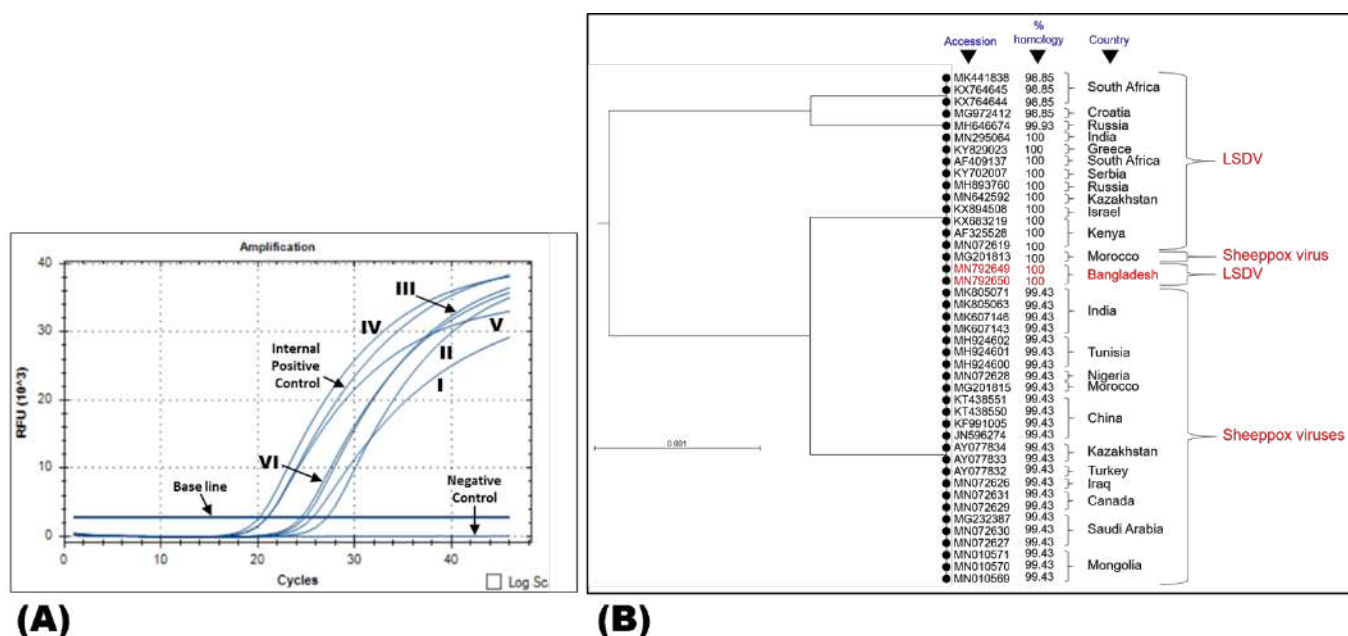 Amplification
40
30
20
10
0
RFU (10^3)
0
10
20
30
40
Cycles
Log Sc
III
IV
V
II
I
VI
Internal
Positive
Control
Base line
Negative
Control
(A)
Accession % homology Country
MK441838 98.85
KX764645 98.85 South Africa
KX764644 98.85
MG972412 98.85 Croatia
MH646674 99.93 Russia
MN295064 100 India
KY829023 100 Greece
AF409137 100 South Africa
KY702007 100 Serbia
MH893760 100 Russia
MN642592 100 Kazakhstan
KX894508 100 Israel
KX683219 100
AF325528 100 Kenya
MN072619 100
LSDV
MG201813 100 Morocco Sheeppox virus
MN792649 100
MN792650 100
Bangladesh LSDV
MK805071 99.43
MK805063 99.43
MK607146 99.43
MK607143 99.43
India
MH924602 99.43
MH924601 99.43 Tunisia
MH924600 99.43
MN072628 99.43 Nigeria
MG201815 99.43 Morocco
KT438551 99.43
KT438550 99.43
KF991005 99.43
JN596274 99.43
China
AY077834 99.43
AY077833 99.43
Kazakhstan
AY077832 99.43 Turkey
MN072626 99.43 Iraq
MN072631 99.43
MN072629 99.43
Canada
MG232387 99.43
MN072630 99.43 Saudi Arabia
MN072627 99.43
MN010571 99.43
MN010570 99.43 Mongolia
MN010569 99.43
Sheeppox viruses
0.001
(B)